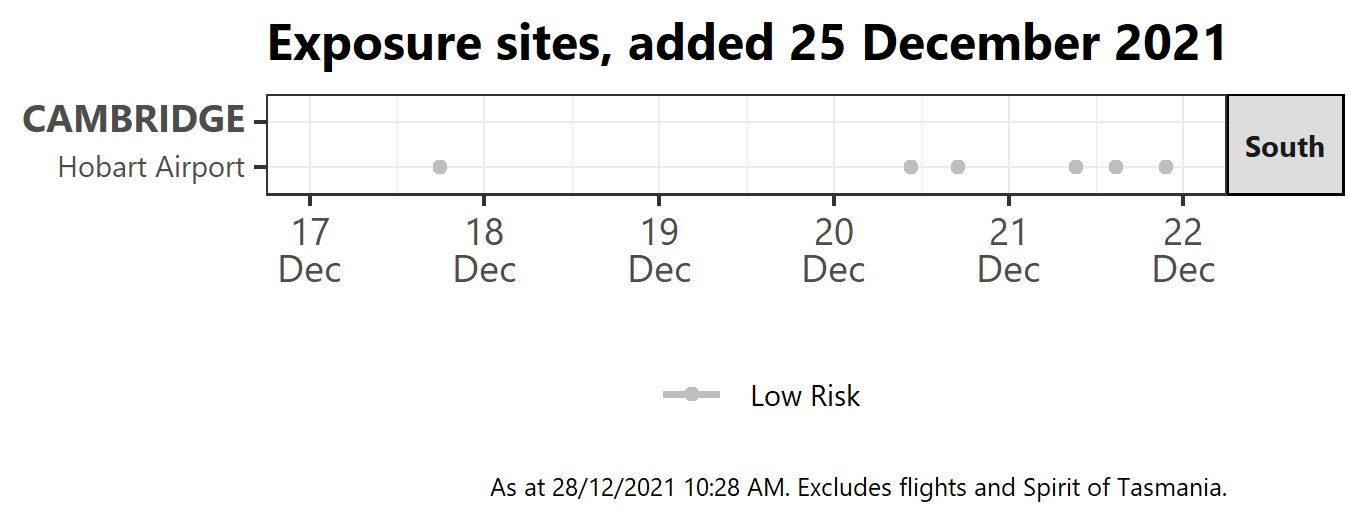 Exposure sites, added 25 December 2021
CAMBRIDGE
Hobart Airport
South
17 Dec
18 Dec
19 Dec
20 Dec
21 Dec
22 Dec
Low Risk
As at 28/12/2021 10:28 AM. Excludes flights and Spirit of Tasmania.